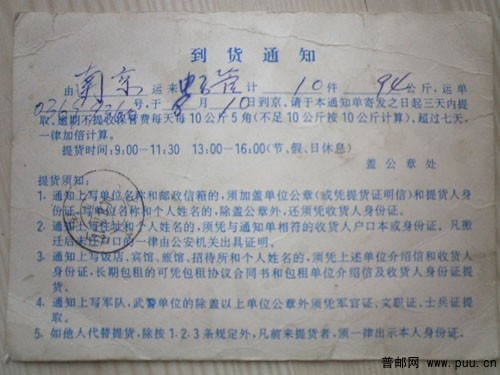 到货通知
由南京运来电子管计10件94公斤，运单
号，于8月10日到京，请于本通知单寄发之日起三天内提
取，逾期不提收保管费每天每10公斤5角(不足10公斤按10公斤计算)，超过七天，
一律加倍计算。
提货时间：9:00—11:30 13:00—16:00(节、假、日休息)
盖公章处
提货须知：
1. 通知上写单位名称和邮政信箱的，须加盖单位公章(或凭提货证明信)和提货人身
份证。写单位名称和个人姓名的，除盖公章外，还须凭收货人身份证。
2. 通知上写住址和个人姓名的，须凭与通知单相符的收货人户口本或身份证。凡搬
迁后未迁户口的一律由公安机关出具证明。
3. 通知上写饭店、宾馆、旅馆、招待所和个人姓名的，须凭上述单位介绍信和收货人
身份证，长期包租的可凭包租协议合同书和包租单位介绍信及收货人身份证提
货。
4. 通知上写军队，武警单位的除盖以上单位公章外须凭军官证、文职证、士兵证提
取。
5. 如他人代替提货，除按1·2·3条规定外，凡前来提货者，须一律出示本人身份证。
普邮网 www.puu.cn